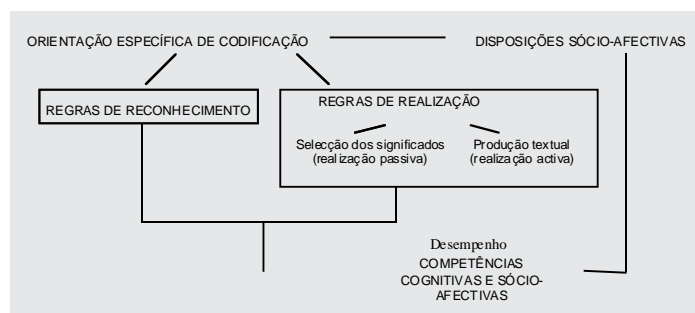 ORIENTAÇÃO ESPECÍFICA DE CODIFICAÇÃO
DISPOSIÇÕES SÓCIO-AFECTIVAS
REGRAS DE RECONHECIMENTO
REGRAS DE REALIZAÇÃO
Selecção dos significados
(realização passiva)
Produção textual
(realização activa)
Desempenho
COMPETÊNCIAS
COGNITIVAS E SÓCIO-
AFECTIVAS